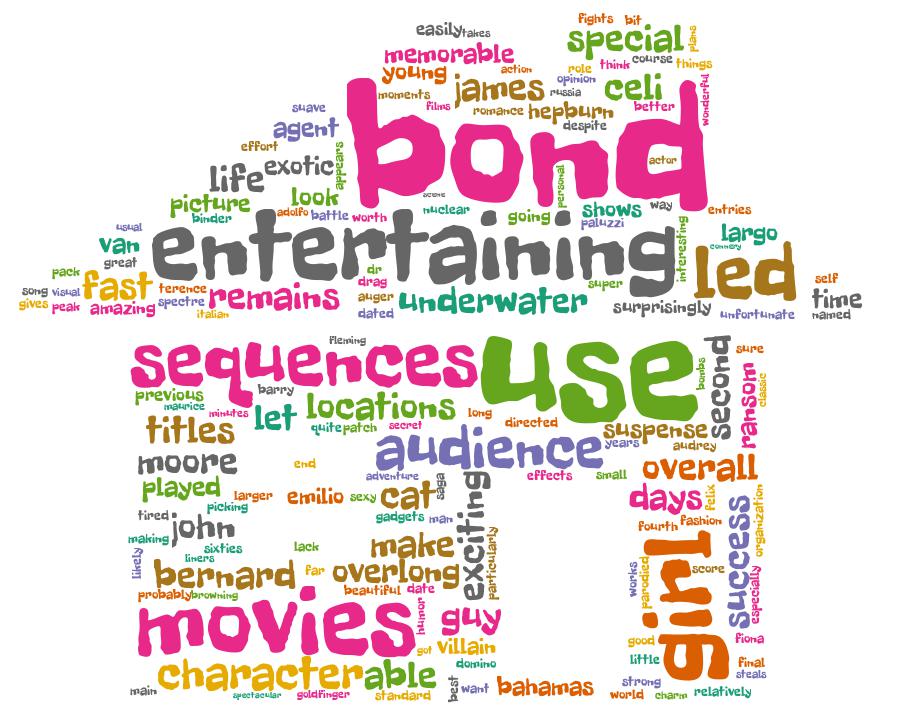 easily takes fights bit
memorable special plans
young action role think course things
moments james opinion russia celi better wonderful
suave films romance hepburn
agent bond despite
effort appears actor
life exotic personal
picture look scene
binder adolfo battle worth nuclear going shows way entries
usual paluzzi
van entertaining interesting largo
great connery
pack dr led
fast drag super self
song visual terence
gives peak amazing spectre remains auger underwater surprisingly time
italian dated unfortunate named
fleming
sequences use second sure
barry bombs
previous classic
maurice minutes let locations long ransom
titles quite patch secret directed suspense
audience years audrey
moore end adventure effects small overall
played larger emilio sexy cat saga days felix
picking gadgets man
tired john exciting fourth fashion success organization
making sixties lack make particularly
likely liners girl score
bernard far overlong works parodied
probably browning beautiful date especially
movies humor guy good fiona
got villain
character able domino little final
steals
main spectacular goldfinger standard best want bahamas strong world charm relatively